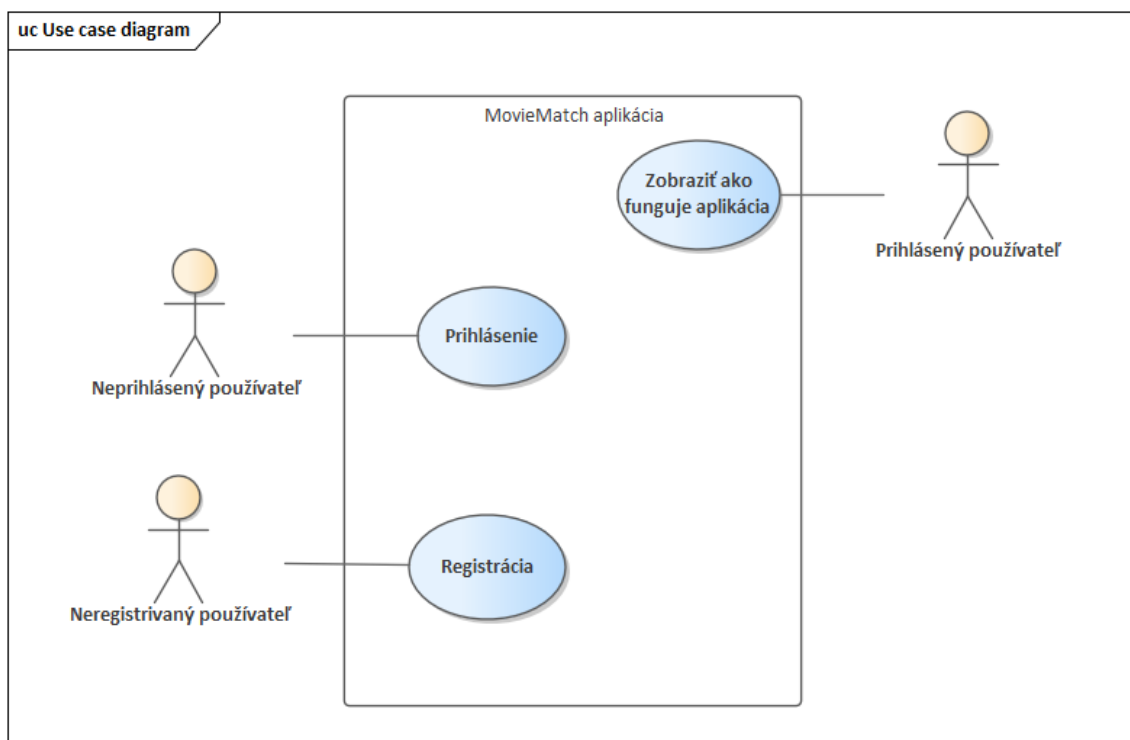 uc Use case diagram
MovieMatch aplikácia
Zobraziť ako
funguje aplikácia
Prihlásený používateľ
Prihlásenie
Neprihlásený používateľ
Registrácia
Neregistrivaný používateľ